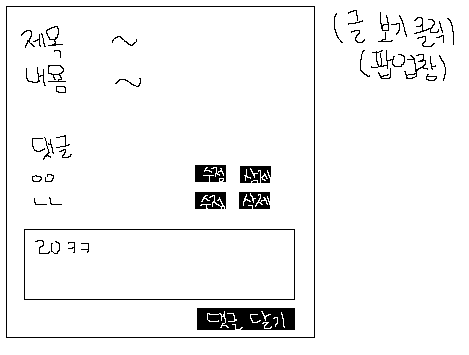 제목 ~
내용 ~
(글 보기 클릭)
(팝업창)
댓글
ㅇㅇ 수정 삭제
ㄴㄴ 수정 삭제
ㄹㅇㅋㅋ
댓글 달기